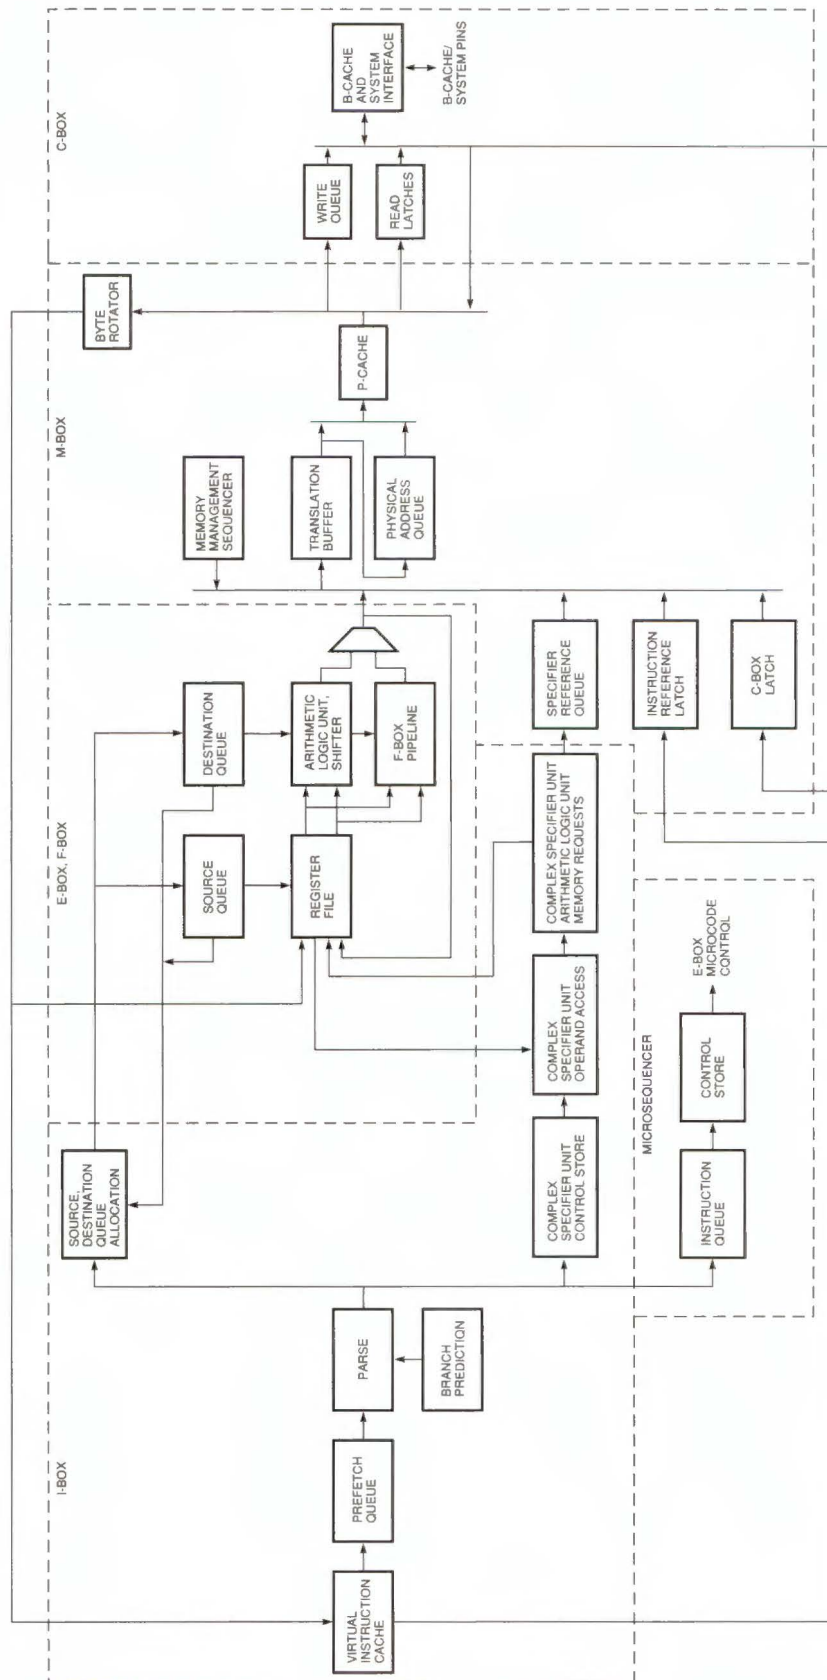 I-BOX
VIRTUAL
INSTRUCTION
CACHE
PREFETCH
QUEUE
PARSE
BRANCH
PREDICTION
SOURCE,
DESTINATION
QUEUE
ALLOCATION
COMPLEX
SPECIFIER UNIT
CONTROL STORE
COMPLEX
SPECIFIER UNIT
OPERAND ACCESS
COMPLEX SPECIFIER UNIT
ARITHMETIC LOGIC UNIT
MEMORY REQUESTS
MICROSEQUENCER
INSTRUCTION
QUEUE
CONTROL
STORE
E-BOX
MICROCODE
CONTROL
E-BOX, F-BOX
SOURCE
QUEUE
DESTINATION
QUEUE
REGISTER
FILE
ARITHMETIC
LOGIC UNIT,
SHIFTER
F-BOX
PIPELINE
M-BOX
MEMORY
MANAGEMENT
SEQUENCER
TRANSLATION
BUFFER
PHYSICAL
ADDRESS
QUEUE
SPECIFIER
REFERENCE
QUEUE
INSTRUCTION
REFERENCE
LATCH
C-BOX
LATCH
P-CACHE
BYTE
ROTATOR
C-BOX
WRITE
QUEUE
READ
LATCHES
B-CACHE
AND
SYSTEM
INTERFACE
B-CACHE/
SYSTEM PINS